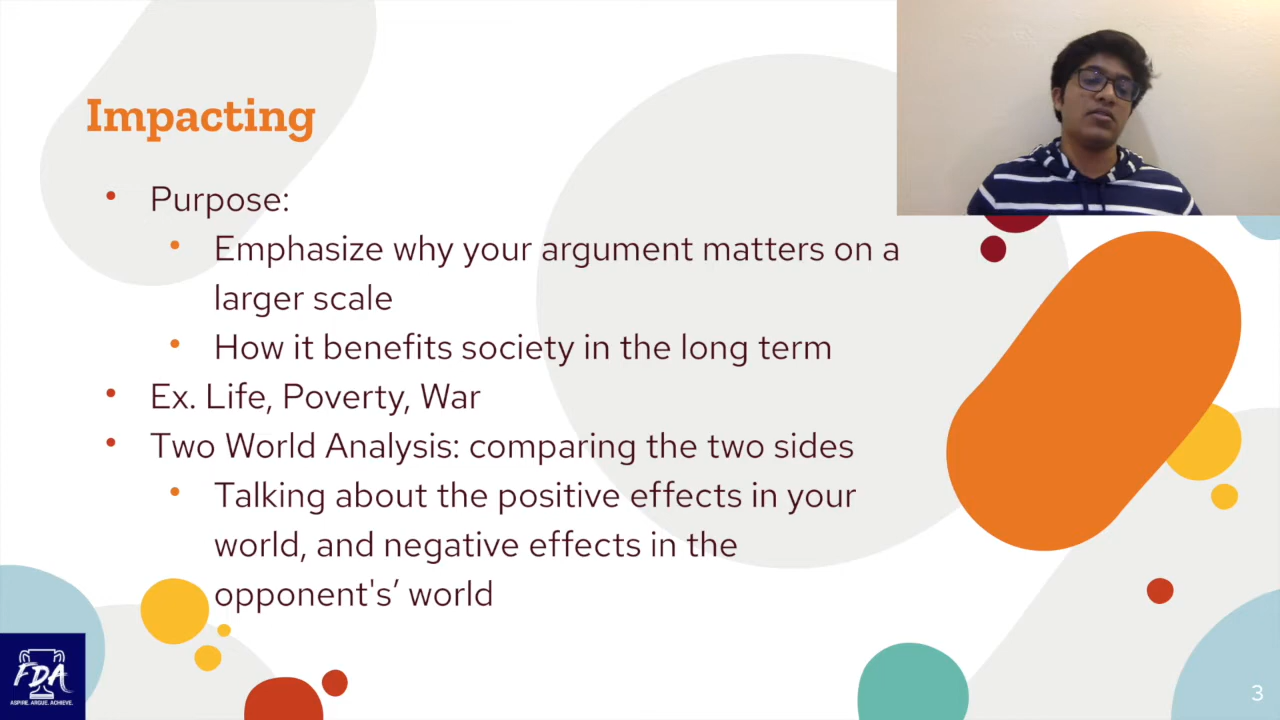 Impacting
• Purpose:
• Emphasize why your argument matters on a
larger scale
• How it benefits society in the long term
• Ex. Life, Poverty, War
• Two World Analysis: comparing the two sides
• Talking about the positive effects in your
world, and negative effects in the
opponent's’ world
FDA
ASPIRE. ARGUE. ACHIEVE.
3